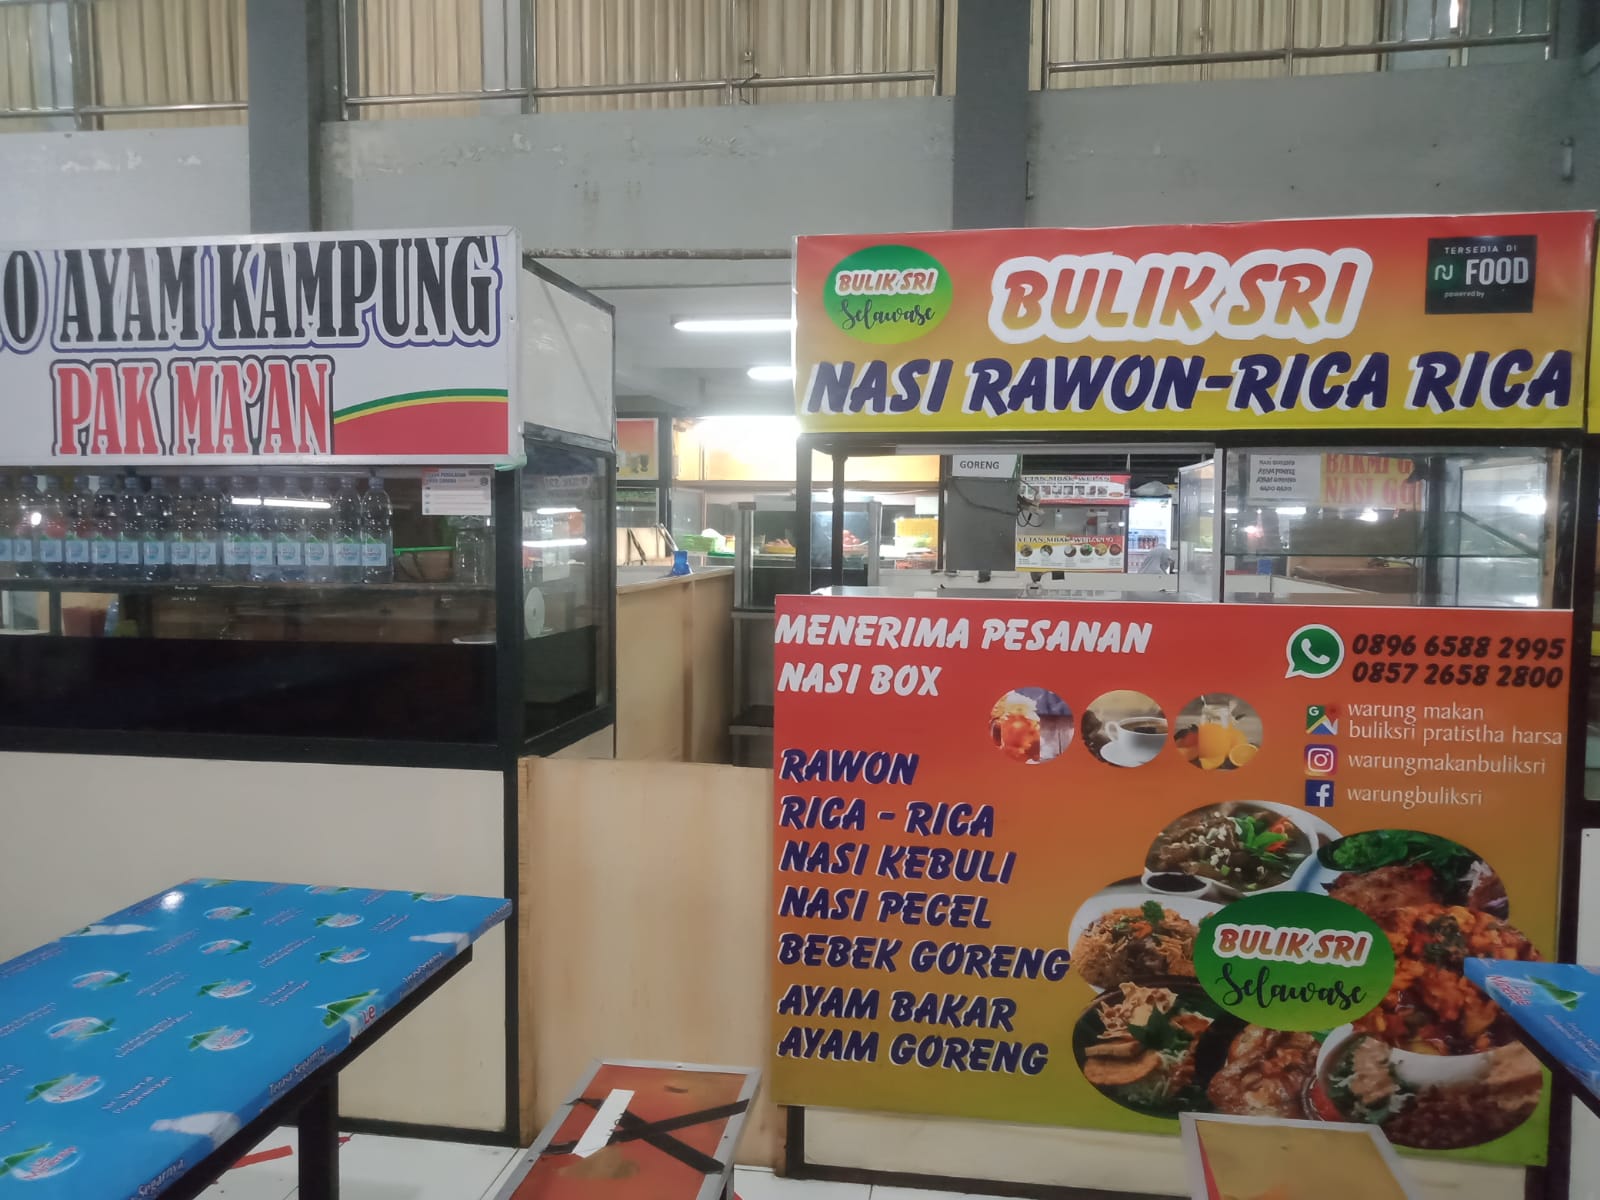 O AYAM KAMPUNG
PAK MA'AN
BULIK SRI
Selawase
BULIK SRI
NASI RAWON-RICA RICA
TERSEDIA DI
FOOD
powered by
GORENG
MENERIMA PESANAN
NASI BOX
0896 6588 2995
0857 2658 2800
warung makan
buliksri pratistha harsa
warungmakanbuliksri
warungbuliksri
RAWON
RICA - RICA
NASI KEBULI
NASI PECEL
BEBEK GORENG
AYAM BAKAR
AYAM GORENG
BULIK SRI
Selawase